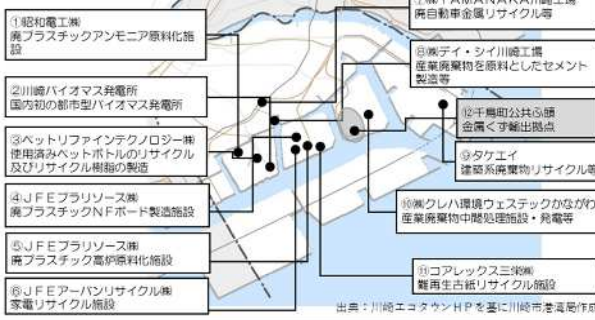 ①昭和電工㈱
廃プラスチックアンモニア原料化施
設
②川崎バイオマス発電所
国内初の都市型バイオマス発電所
③ペットリファインテクノロジー㈱
使用済みペットボトルのリサイクル
及びリサイクル樹脂の製造
④JFEプラリソース㈱
廃プラスチックNFボード製造施設
⑤JFEプラリソース㈱
廃プラスチック高炉原料化施設
⑥JFEアーバンリサイクル㈱
家電リサイクル施設
⑦㈱YAMANAKA川崎工場
廃自動車金属リサイクル等
⑧㈱デイ・シイ川崎工場
産業廃棄物を原料としたセメント
製造等
⑫千鳥町公共ふ頭
金属くず輸出拠点
⑨タケエイ
建築系廃棄物リサイクル等
⑩㈱クレハ環境ウェステックかながわ
産業廃棄物中間処理施設・発電等
⑪コアレックス三栄㈱
難再生古紙リサイクル施設
出典:川崎エコタウンHPを基に川崎市港湾局作成